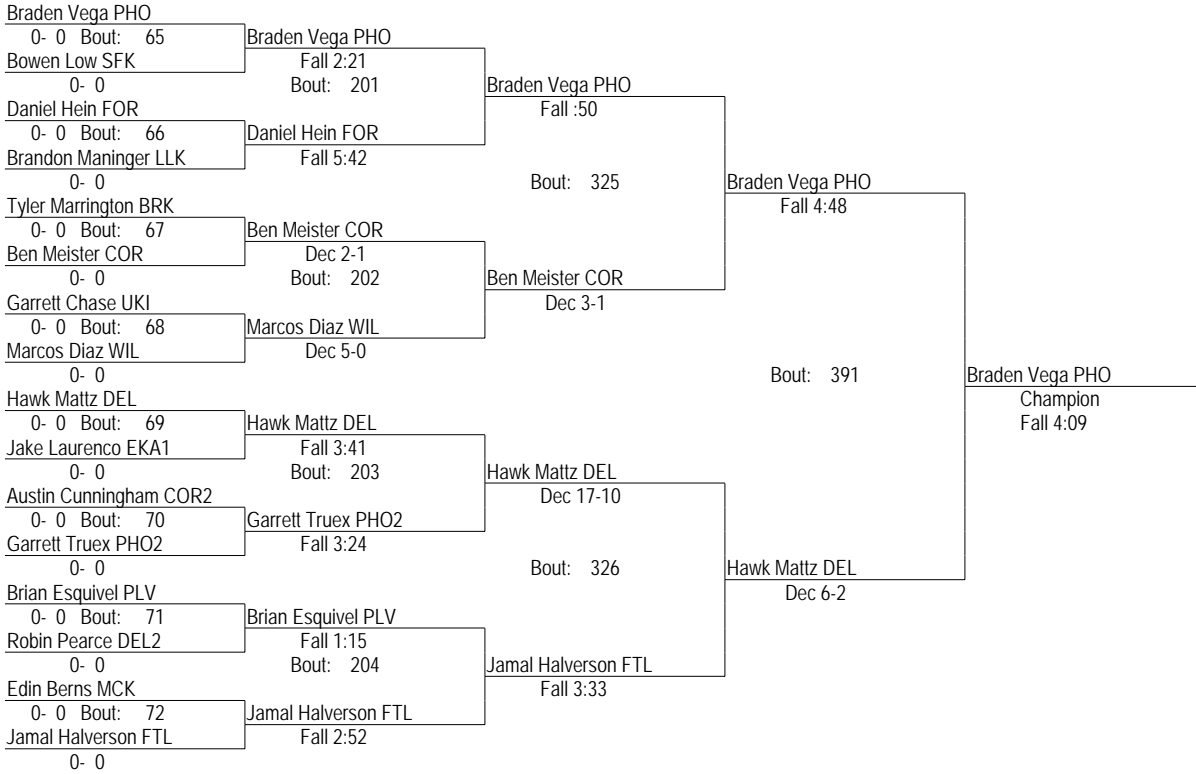 Braden Vega PHO
0- 0 Bout: 65
Bowen Low SFK
0- 0
Daniel Hein FOR
0- 0 Bout: 66
Brandon Maninger LLK
0- 0
Tyler Marrington BRK
0- 0 Bout: 67
Ben Meister COR
0- 0
Garrett Chase UKI
0- 0 Bout: 68
Marcos Diaz WIL
0- 0
Hawk Mattz DEL
0- 0 Bout: 69
Jake Laurenco EKA1
0- 0
Austin Cunningham COR2
0- 0 Bout: 70
Garrett Truex PHO2
0- 0
Brian Esquivel PLV
0- 0 Bout: 71
Robin Pearce DEL2
0- 0
Edin Berns MCK
0- 0 Bout: 72
Jamal Halverson FTL
0- 0
Braden Vega PHO
Fall 2:21
Bout: 201
Daniel Hein FOR
Fall 5:42
Ben Meister COR
Dec 2-1
Bout: 202
Marcos Diaz WIL
Dec 5-0
Hawk Mattz DEL
Fall 3:41
Bout: 203
Garrett Truex PHO2
Fall 3:24
Brian Esquivel PLV
Fall 1:15
Bout: 204
Jamal Halverson FTL
Fall 2:52
Braden Vega PHO
Fall :50
Bout: 325
Ben Meister COR
Dec 3-1
Hawk Mattz DEL
Dec 17-10
Bout: 326
Jamal Halverson FTL
Fall 3:33
Braden Vega PHO
Fall 4:48
Bout: 391
Hawk Mattz DEL
Dec 6-2
Braden Vega PHO
Champion
Fall 4:09